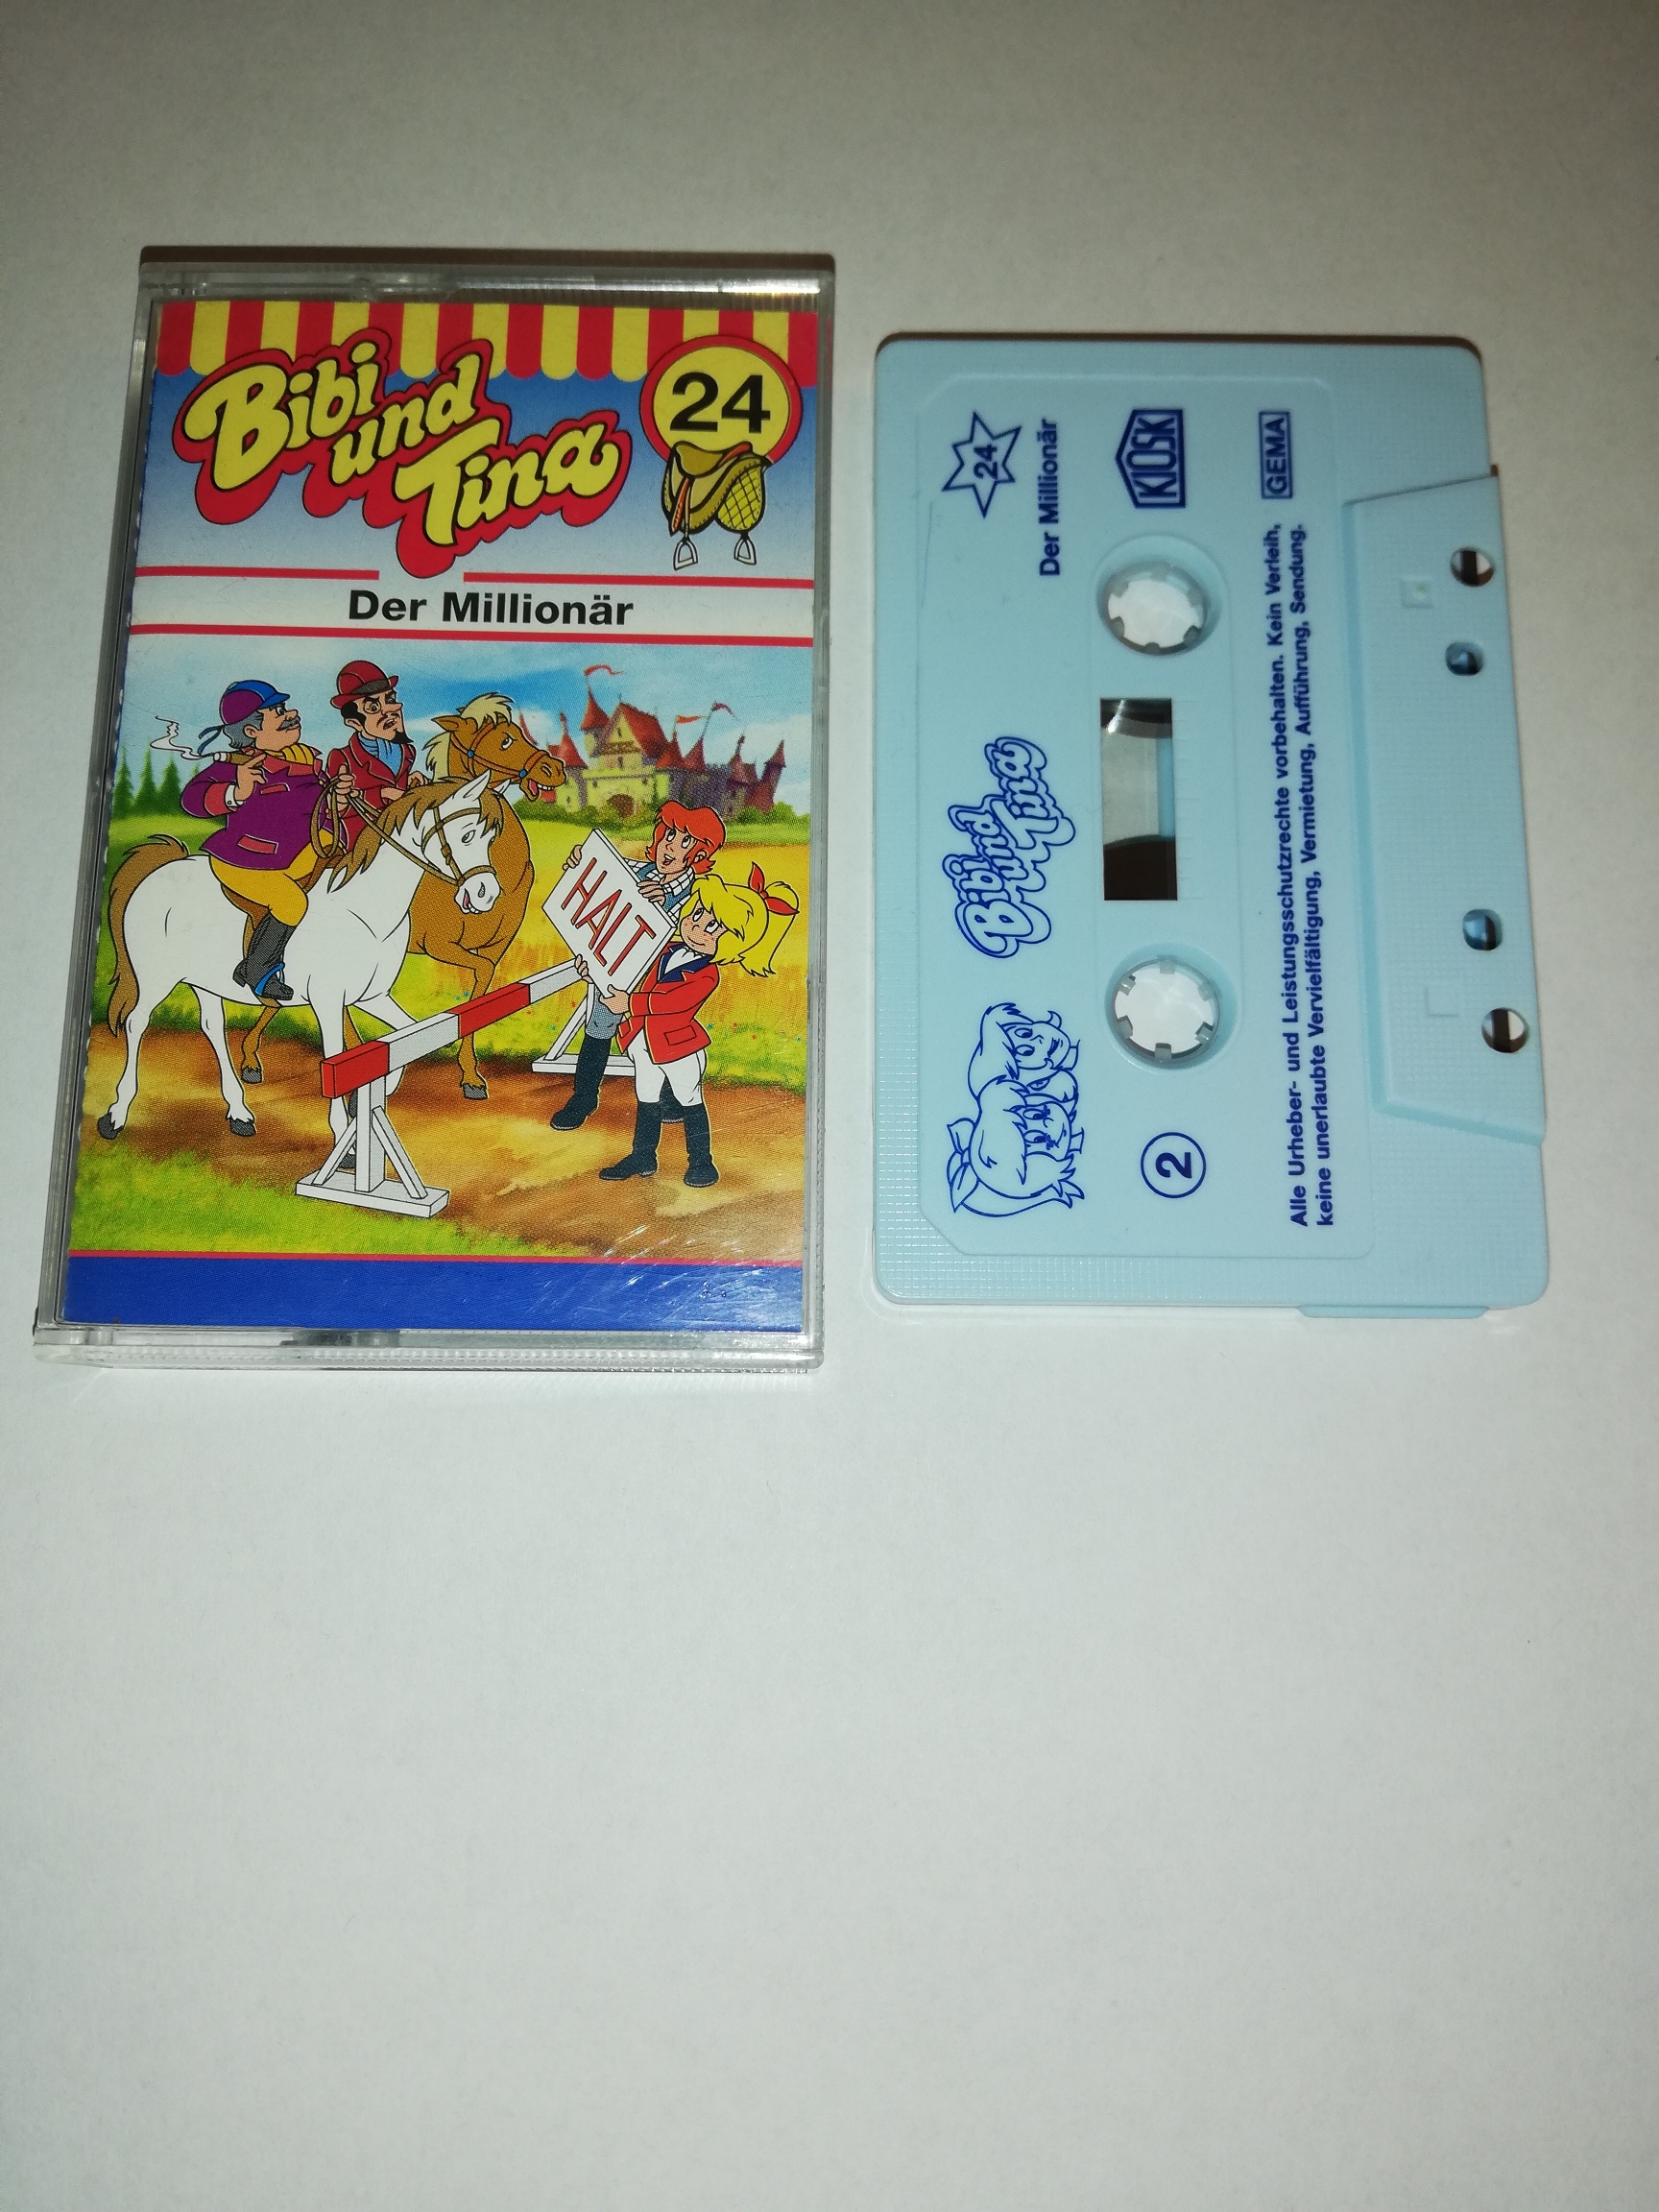 Bibi
und
Tina
24
Der Millionär
HALT
24
Der Millionär
Bibi
und
Tina
KIOSK
2
GEMA
Alle Urheber- und Leistungsschutzrechte vorbehalten. Kein Verleih,
keine unerlaubte Vervielfältigung, Vermietung, Aufführung, Sendung.